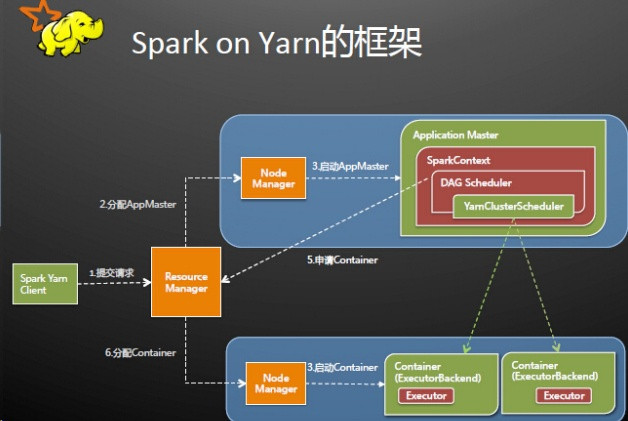 Spark on Yarn的框架
Application Master
SparkContext
DAG Scheduler
YarnClusterScheduler
Node
Manager
3.启动AppMaster
2.分配AppMaster
5.申请Container
Spark Yarn
Client
1.提交请求
Resource
Manager
6.分配Container
Node
Manager
3.启动Container
Container
(ExecutorBackend)
Executor
Container
(ExecutorBackend)
Executor